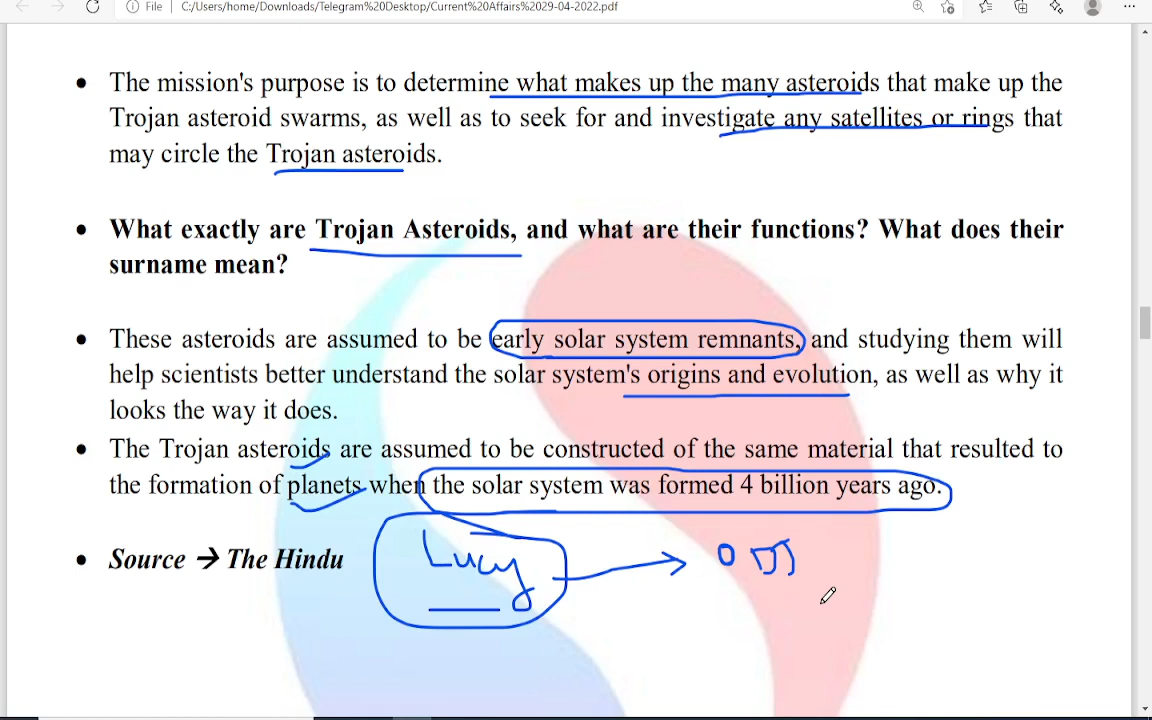 File
C:/Users/home/Downloads/Telegram%20Desktop/Current%20Affairs%2029-04-2022.pdf
• The mission's purpose is to determine what makes up the many asteroids that make up the
Trojan asteroid swarms, as well as to seek for and investigate any satellites or rings that
may circle the Trojan asteroids.
• What exactly are Trojan Asteroids, and what are their functions? What does their
surname mean?
• These asteroids are assumed to be early solar system remnants, and studying them will
help scientists better understand the solar system's origins and evolution, as well as why it
looks the way it does.
• The Trojan asteroids are assumed to be constructed of the same material that resulted to
the formation of planets when the solar system was formed 4 billion years ago.
• Source → The Hindu
Lucy →